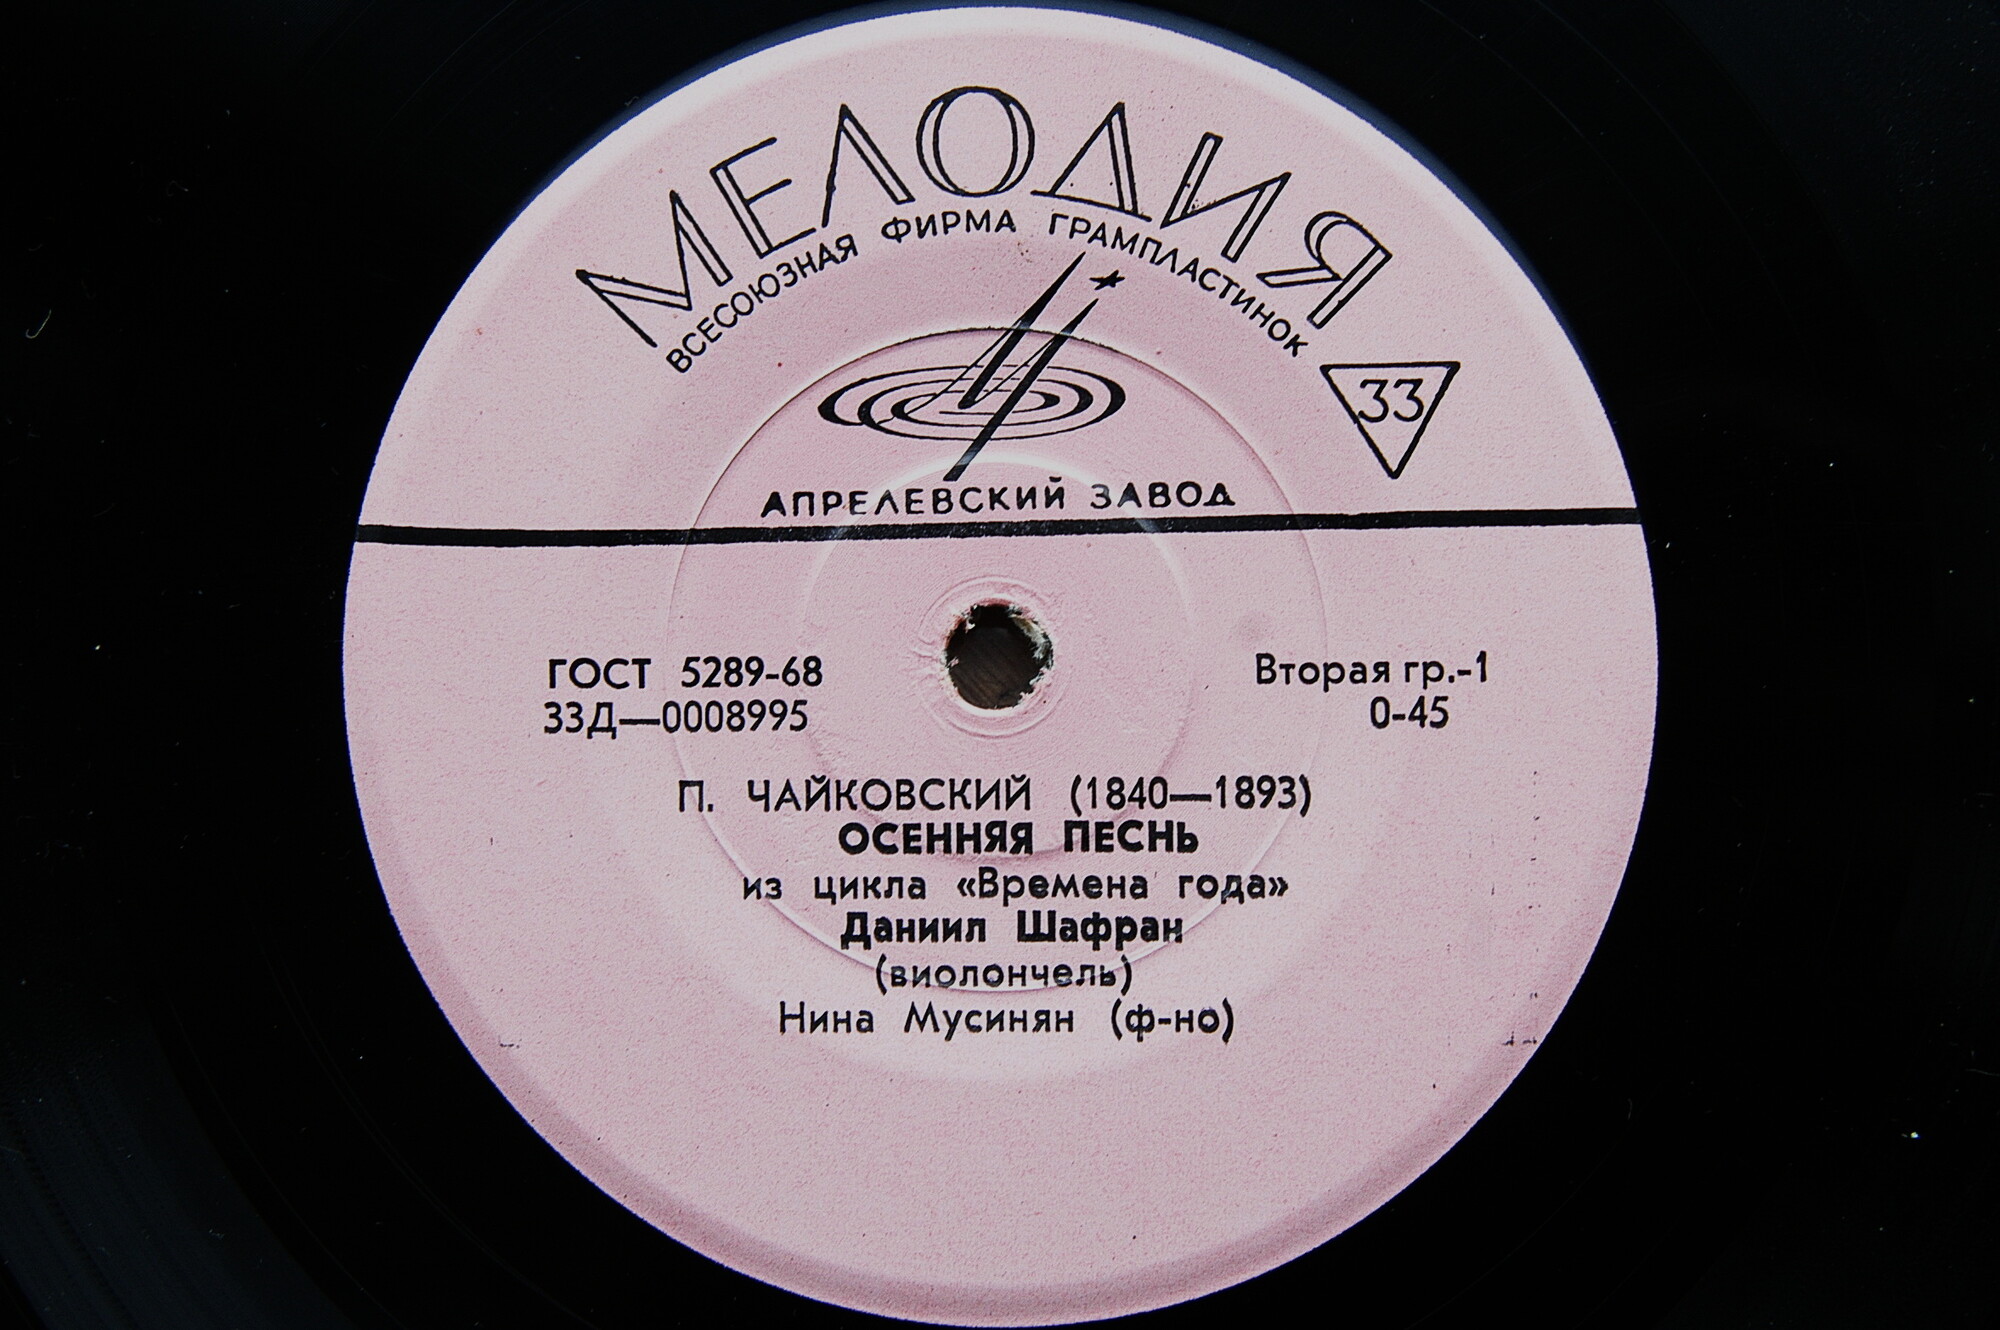 МЕЛОДИЯ
ВСЕСОЮЗНАЯ ФИРМА ГРАМПЛАСТИНОК
33
АПРЕЛЕВСКИЙ ЗАВОД
ГОСТ 5289-68
33Д—0008995
Вторая гр.-1
0-45
П. ЧАЙКОВСКИЙ (1840—1893)
ОСЕННЯЯ ПЕСНЬ
из цикла «Времена года»
Даниил Шафран
(виолончель)
Нина Мусинян (ф-но)